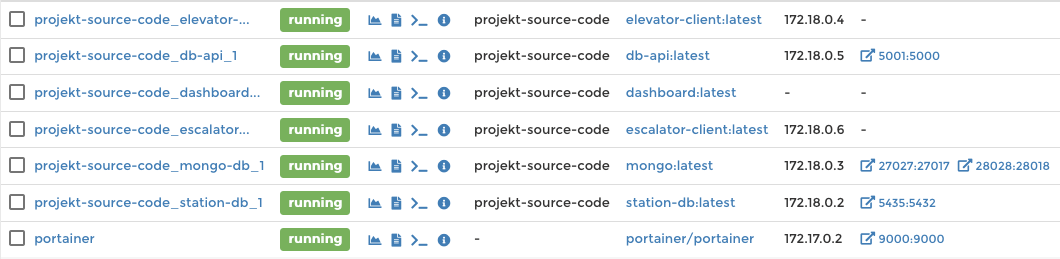 projekt-source-code_elevator-... running projekt-source-code elevator-client:latest 172.18.0.4 -
projekt-source-code_db-api_1 running projekt-source-code db-api:latest 172.18.0.5 5001:5000
projekt-source-code_dashboard... running projekt-source-code dashboard:latest - -
projekt-source-code_escalator... running projekt-source-code escalator-client:latest 172.18.0.6 -
projekt-source-code_mongo-db_1 running projekt-source-code mongo:latest 172.18.0.3 27027:27017 28028:28018
projekt-source-code_station-db_1 running projekt-source-code station-db:latest 172.18.0.2 5435:5432
portainer running - portainer/portainer 172.17.0.2 9000:9000